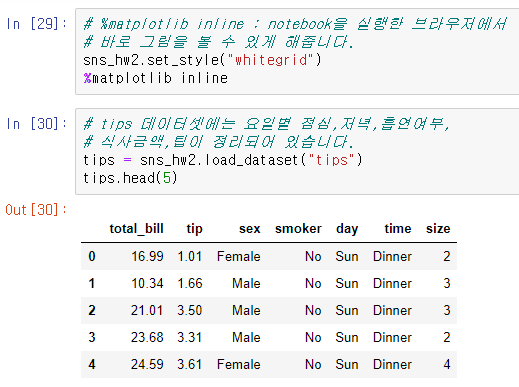 In [29]:
# %matplotlib inline : notebook을 실행한 브라우저에서
# 바로 그림을 볼 수 있게 해줍니다.
sns_hw2.set_style("whitegrid")
%matplotlib inline
In [30]:
# tips 데이터셋에는 요일별 점심,저녁,흡연여부,
# 식사금액,팁이 정리되어 있습니다.
tips = sns_hw2.load_dataset("tips")
tips.head(5)
Out[30]:
total_bill tip sex smoker day time size
0 16.99 1.01 Female No Sun Dinner 2
1 10.34 1.66 Male No Sun Dinner 3
2 21.01 3.50 Male No Sun Dinner 3
3 23.68 3.31 Male No Sun Dinner 2
4 24.59 3.61 Female No Sun Dinner 4